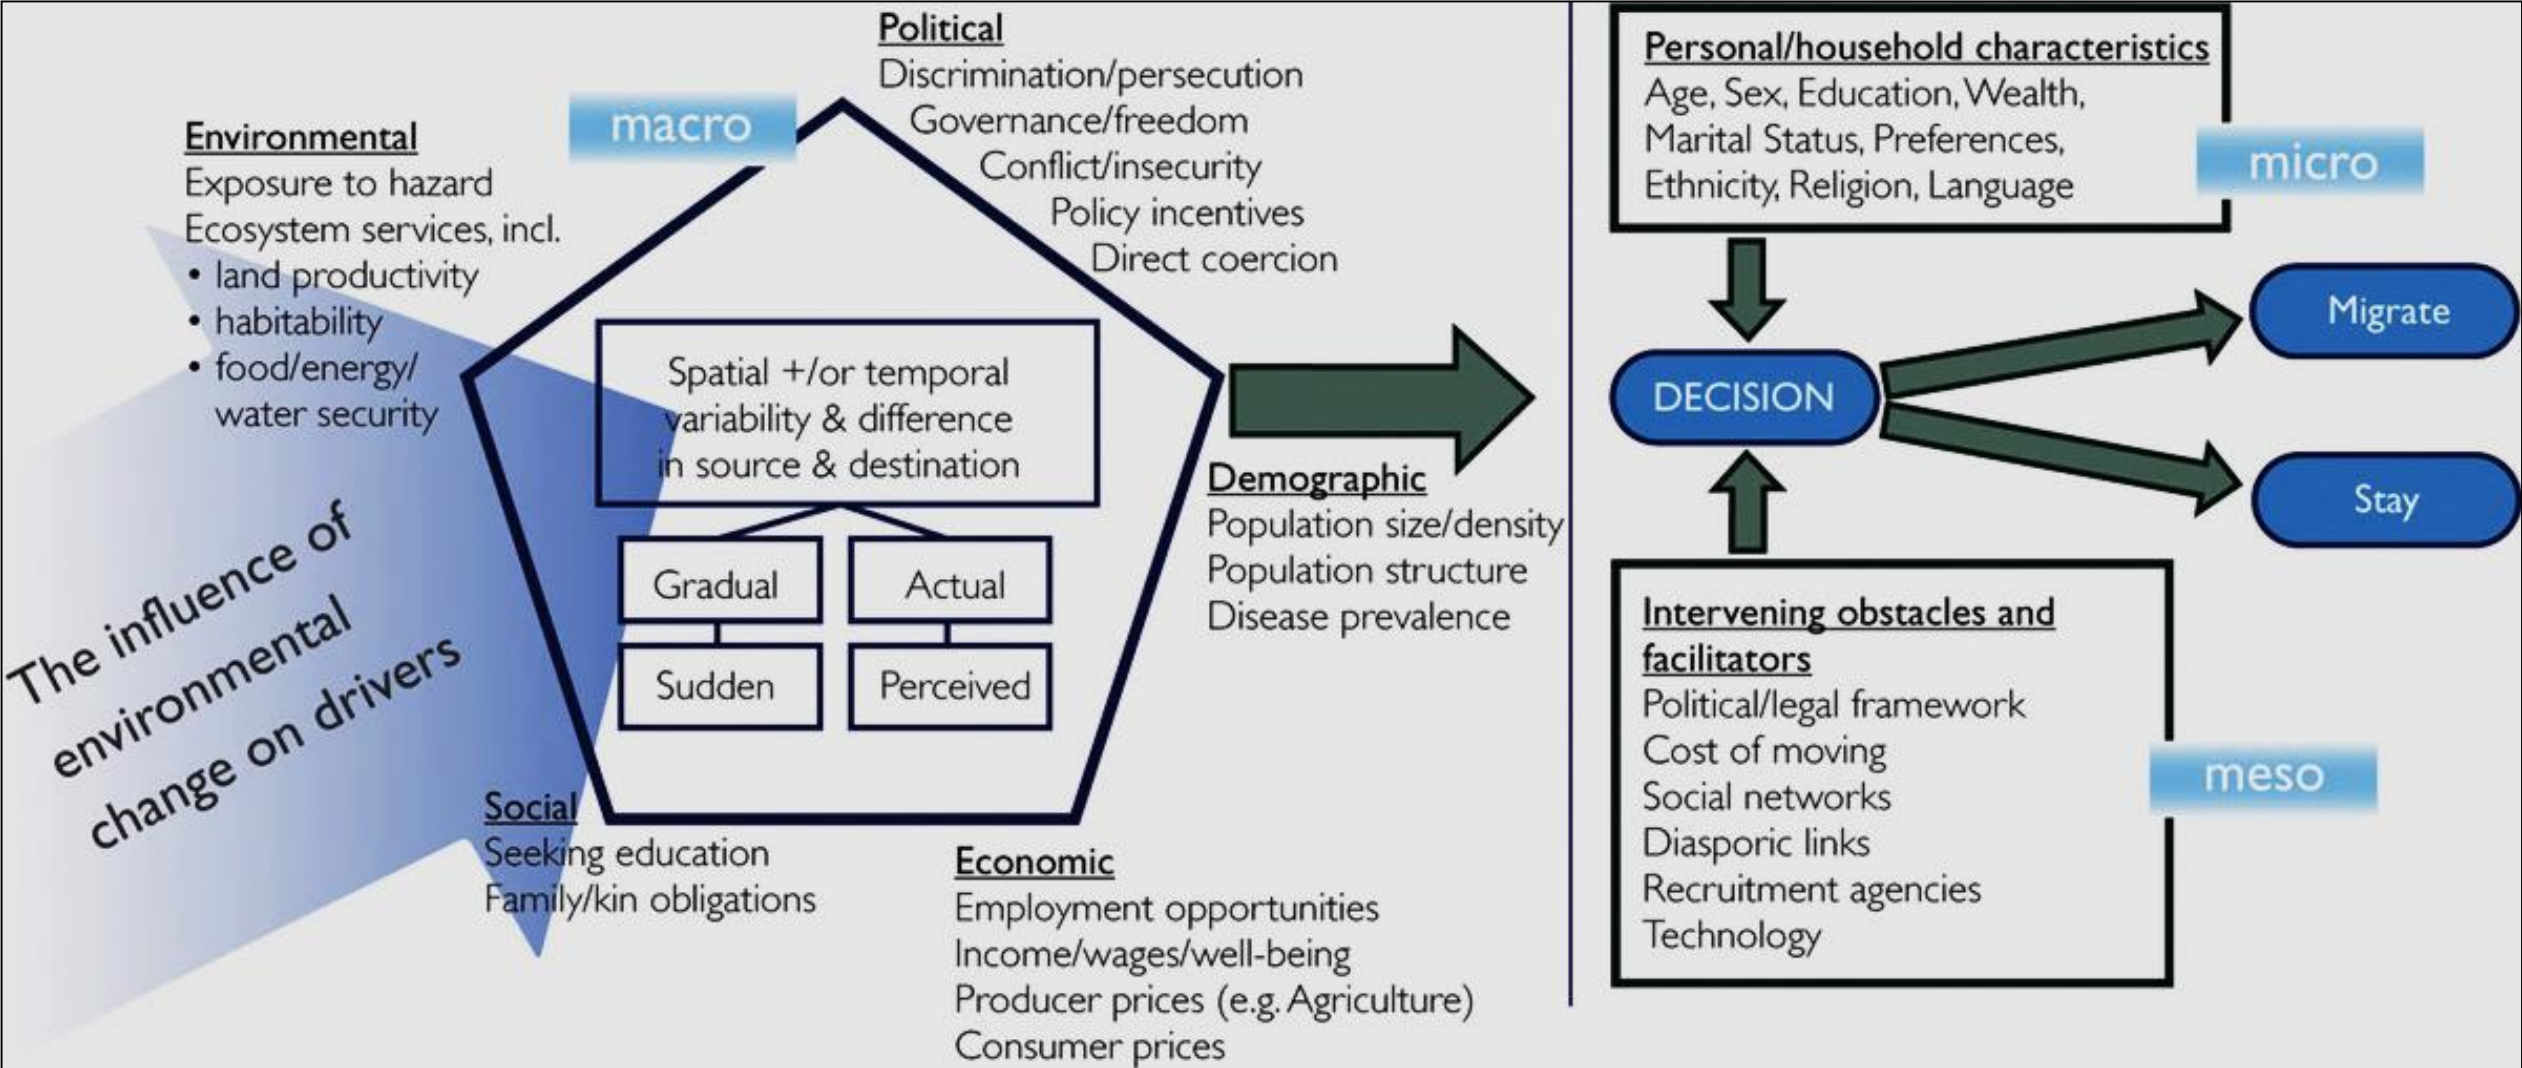 Political
Discrimination/persecution
Governance/freedom
Conflict/insecurity
Policy incentives
Direct coercion
macro
Environmental
Exposure to hazard
Ecosystem services, incl.
• land productivity
• habitability
• food/energy/
water security
Spatial +/or temporal
variability & difference
in source & destination
Gradual
Actual
Sudden
Perceived
The influence of
environmental
change on drivers
Demographic
Population size/density
Population structure
Disease prevalence
Social
Seeking education
Family/kin obligations
Economic
Employment opportunities
Income/wages/well-being
Producer prices (e.g. Agriculture)
Consumer prices
Personal/household characteristics
Age, Sex, Education, Wealth,
Marital Status, Preferences,
Ethnicity, Religion, Language
micro
DECISION
Migrate
Stay
Intervening obstacles and
facilitators
Political/legal framework
Cost of moving
Social networks
Diasporic links
Recruitment agencies
Technology
meso